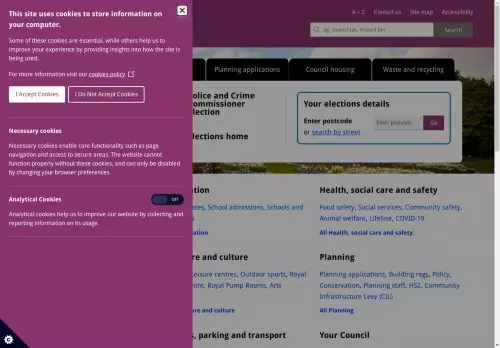 This site uses cookies to store information on
your computer.
Some of these cookies are essential, while others help us to
improve your experience by providing insights into how the site is
being used.
For more information visit our cookies policy
I Accept Cookies
I Do Not Accept Cookies
Necessary cookies
Necessary cookies enable core functionality such as page
navigation and access to secure areas. The website cannot
function properly without these cookies, and can only be disabled
by changing your browser preferences.
Analytical Cookies
Off
Analytical cookies help us to improve our website by collecting and
reporting information on its usage.
A – Z Contact us Site map Accessibility
eg. council tax, missed bin
Search
Planning applications Council housing Waste and recycling
olice and Crime
ommissioner
lection
lections home
Your elections details
Enter postcode
or search by street
Enter postcode
Go
ation
ates, School admissions, Schools and
ation
Health, social care and safety
Food safety, Social services, Community safety,
Animal welfare, Lifeline, COVID-19
All Health, social care and safety
re and culture
eisure centres, Outdoor sports, Royal
entre, Royal Pump Rooms, Arts
re and culture
Planning
Planning applications, Building regs, Policy,
Conservation, Planning staff, HS2, Community
Infrastructure Levy (CIL)
All Planning
s, parking and transport
Your Council